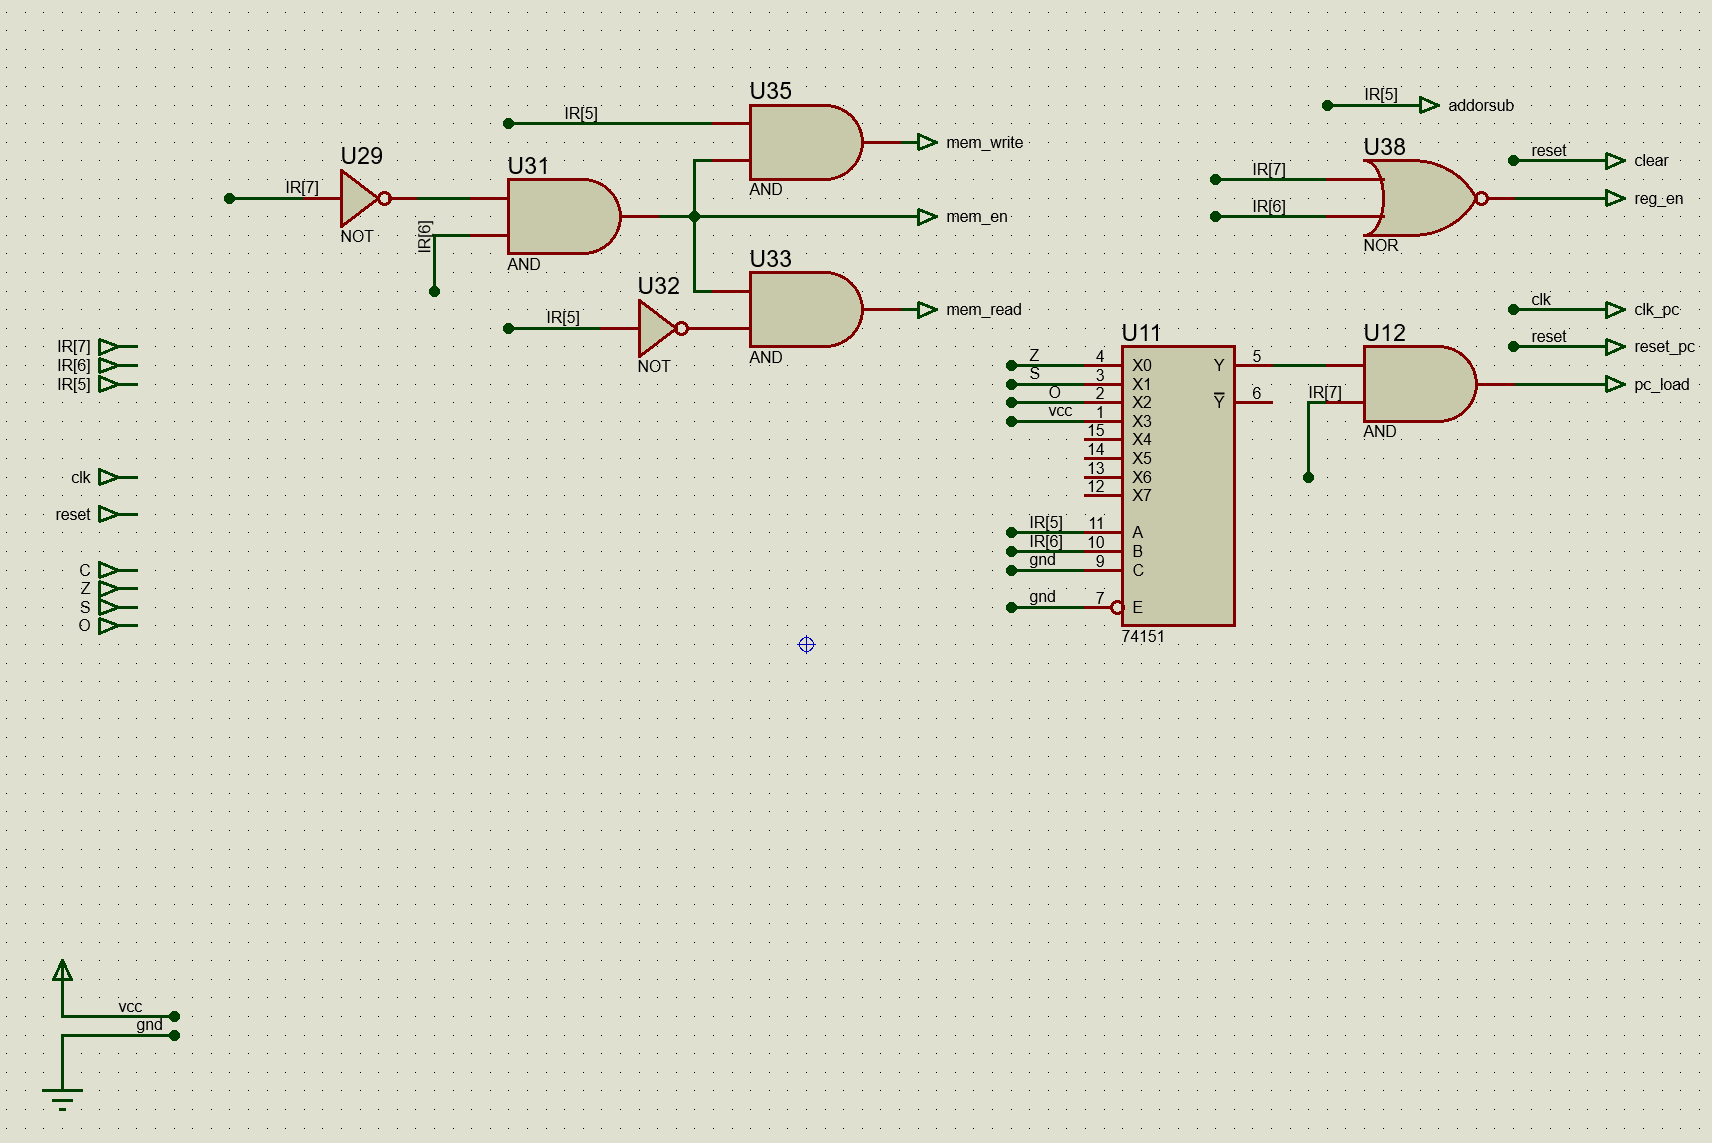 U35
IR[5]
mem_write
AND
U29
IR[7]
NOT
U31
IR[6]
AND
mem_en
U33
U32
IR[5]
NOT
mem_read
AND
IR[5]
addorsub
U38
IR[7]
IR[6]
NOR
reset
clear
reg_en
clk
clk_pc
reset
reset_pc
U12
IR[7]
pc_load
AND
U11
Z 4 X0 Y 5
S 3 X1
O 2 X2 Y 6
vcc 1 X3
15 X4
14 X5
13 X6
12 X7
IR[5] 11 A
IR[6] 10 B
gnd 9 C
gnd 7 E
74151
IR[7]
IR[6]
IR[5]
clk
reset
C
Z
S
O
vcc
gnd